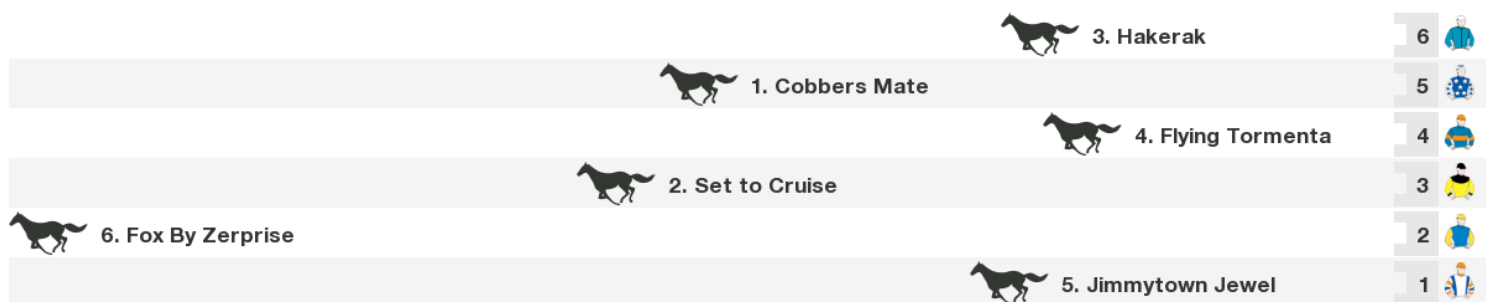 3. Hakerak 6
1. Cobbers Mate 5
4. Flying Tormenta 4
2. Set to Cruise 3
6. Fox By Zerprise 2
5. Jimmytown Jewel 1